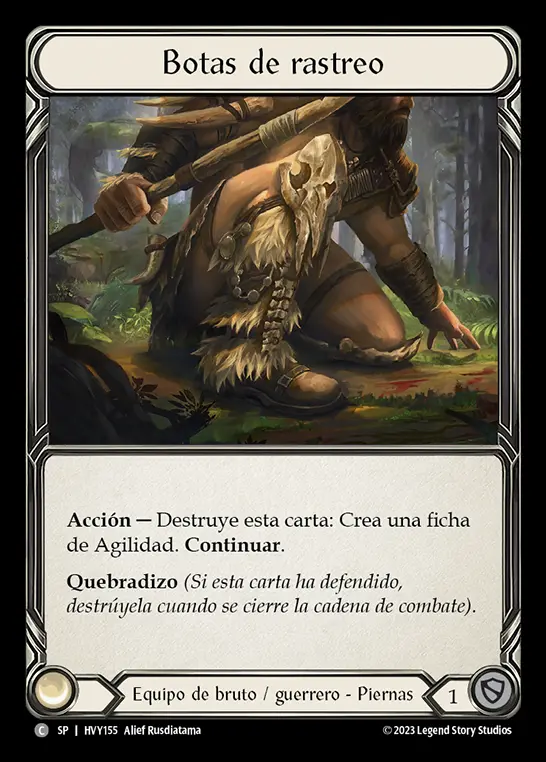 Botas de rastreo
Acción — Destruye esta carta: Crea una ficha
de Agilidad. Continuar.
Quebradizo (Si esta carta ha defendido,
destrúyela cuando se cierre la cadena de combate).
Equipo de bruto / guerrero - Piernas
1
C SP | HVY155 Alief Rusdiatama
© 2023 Legend Story Studios